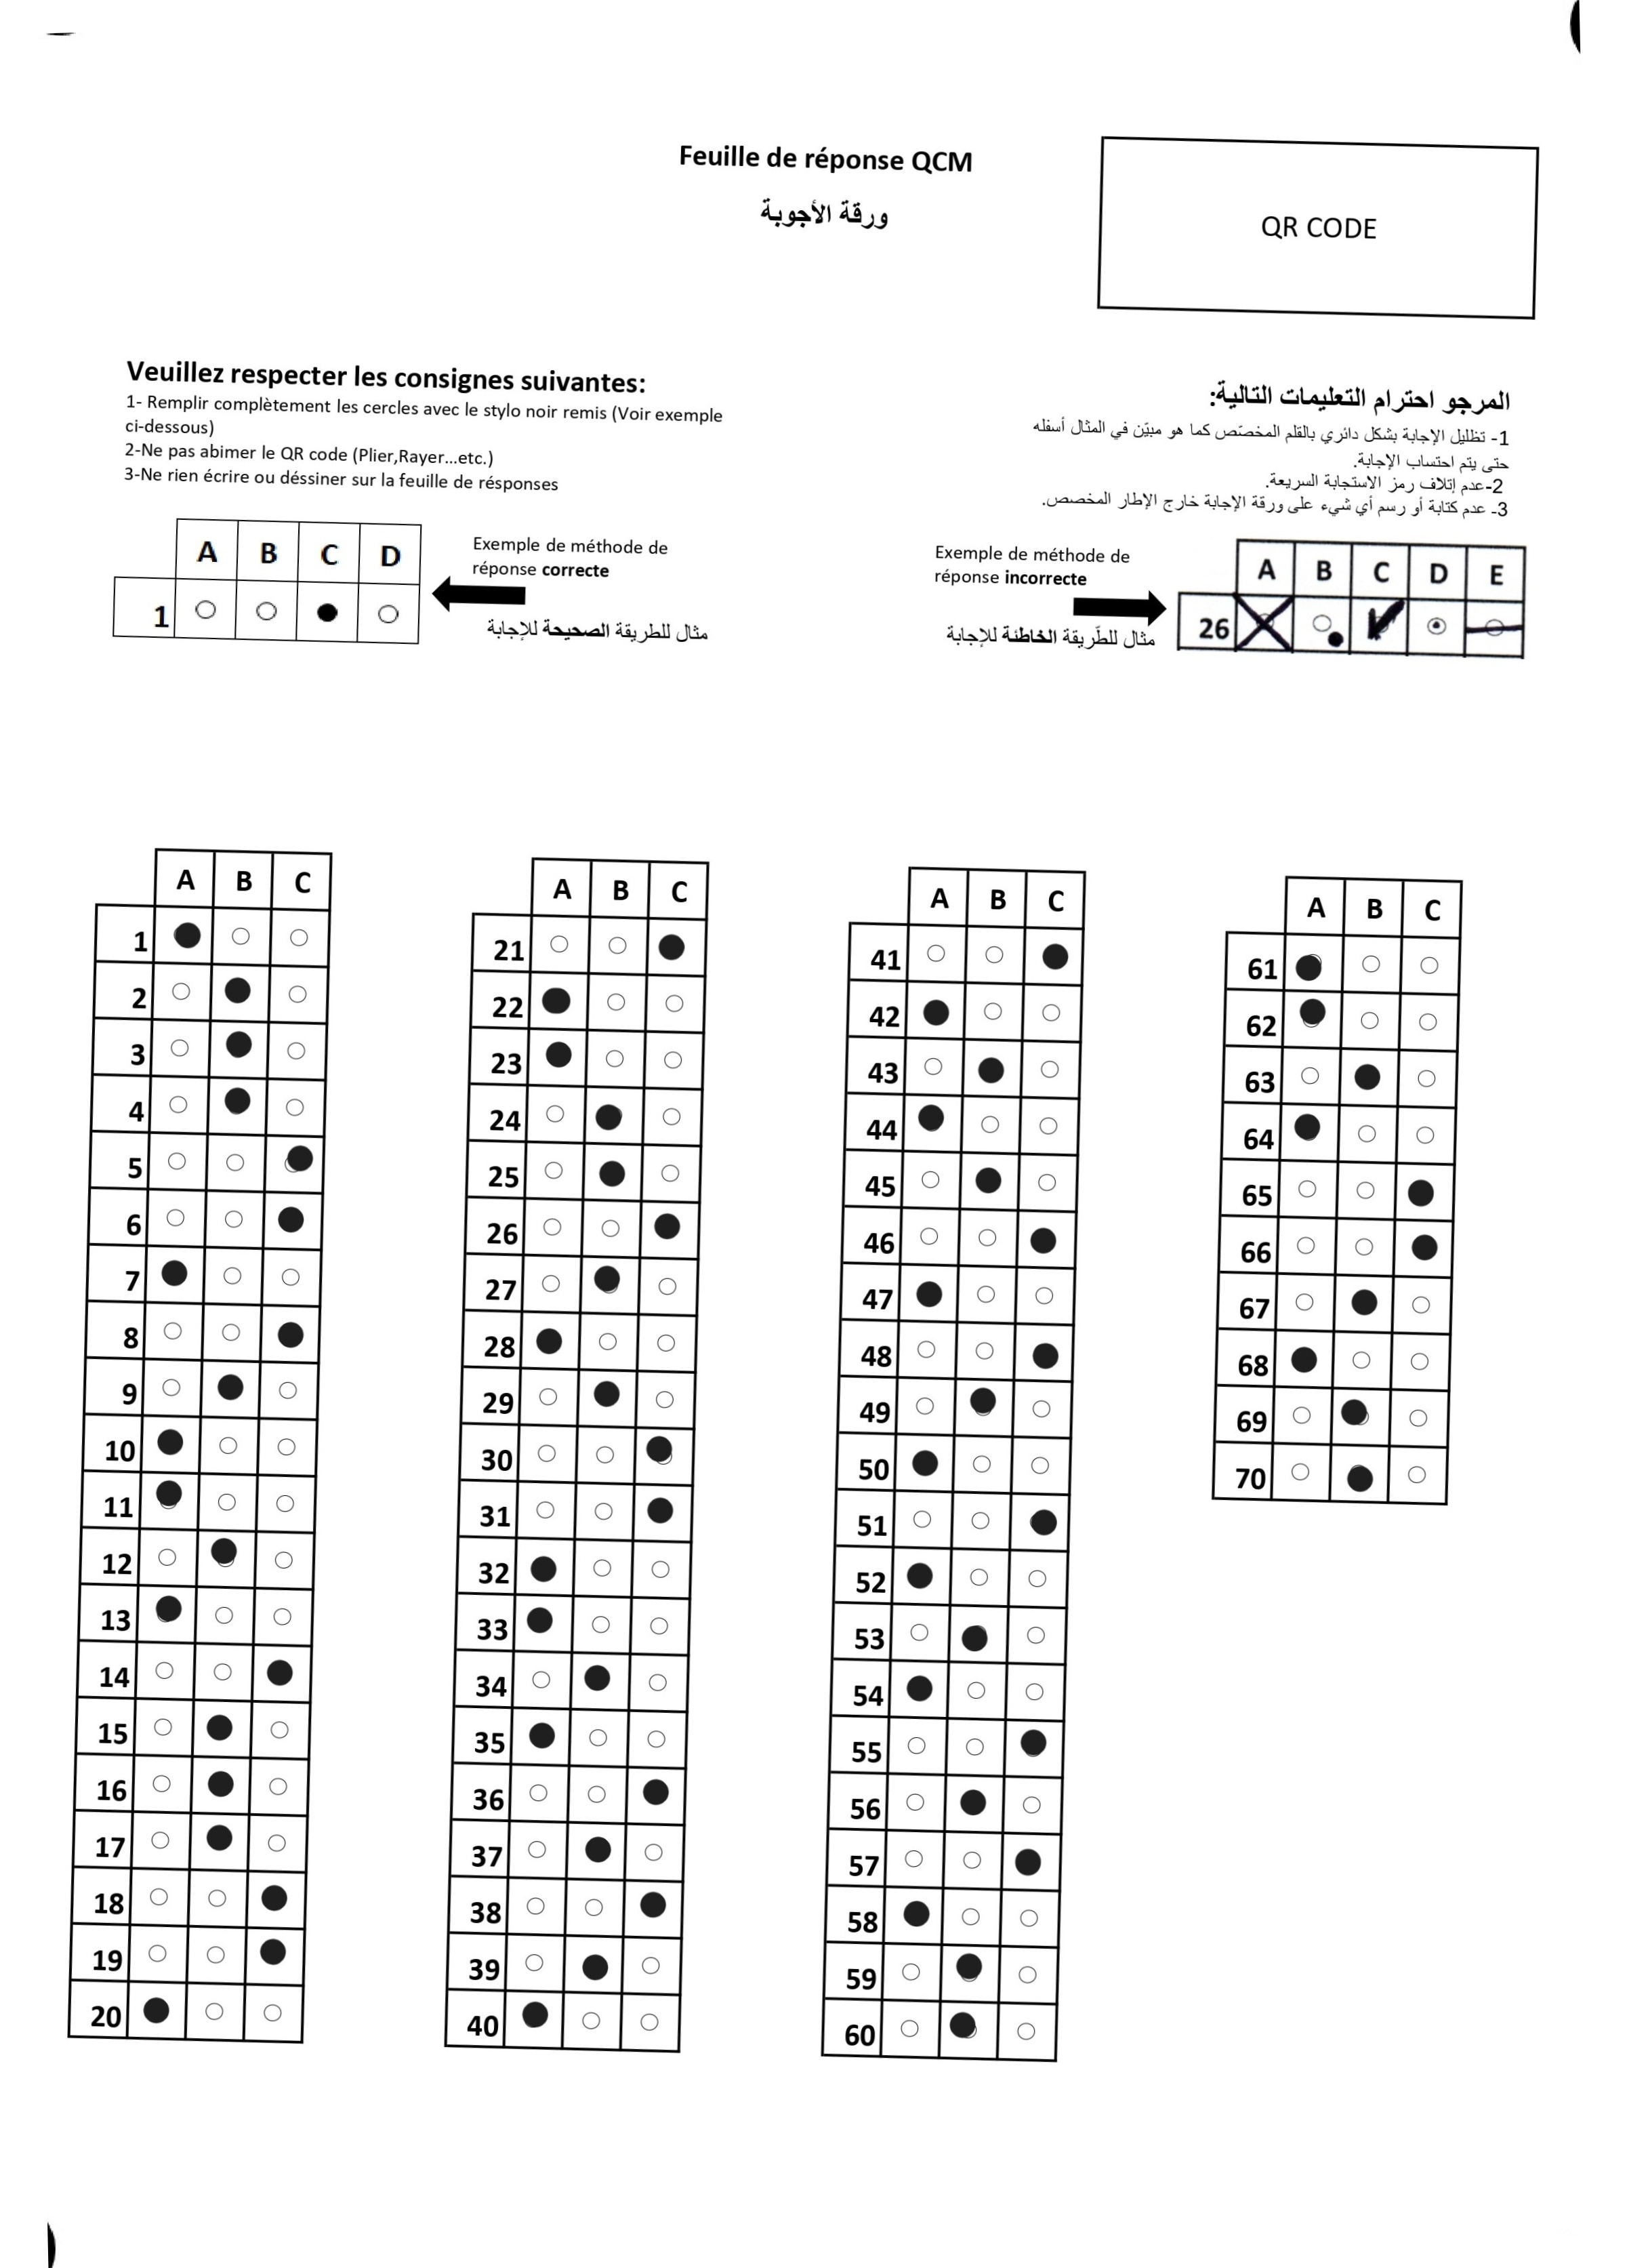 Feuille de réponse QCM
ورقة الأجوبة
QR CODE
Veuillez respecter les consignes suivantes:
1- Remplir complètement les cercles avec le stylo noir remis (Voir exemple
ci-dessous)
2-Ne pas abimer le QR code (Plier,Rayer...etc.)
3-Ne rien écrire ou déssiner sur la feuille de résponses
المرجو احترام التعليمات التالية:
1- تظليل الإجابة بشكل دائري بالقلم المخصّص كما هو مبيّن في المثال أسفله
حتى يتم احتساب الإجابة.
2-عدم إتلاف رمز الاستجابة السريعة.
3- عدم كتابة أو رسم أي شيء على ورقة الإجابة خارج الإطار المخصص.
A B C D
1
Exemple de méthode de
réponse correcte
مثال للطريقة الصحيحة للإجابة
Exemple de méthode de
réponse incorrecte
مثال للطّريقة الخاطئة للإجابة
A B C D E
26
A B C
1
2
3
4
5
6
7
8
9
10
11
12
13
14
15
16
17
18
19
20
A B C
21
22
23
24
25
26
27
28
29
30
31
32
33
34
35
36
37
38
39
40
A B C
41
42
43
44
45
46
47
48
49
50
51
52
53
54
55
56
57
58
59
60
A B C
61
62
63
64
65
66
67
68
69
70